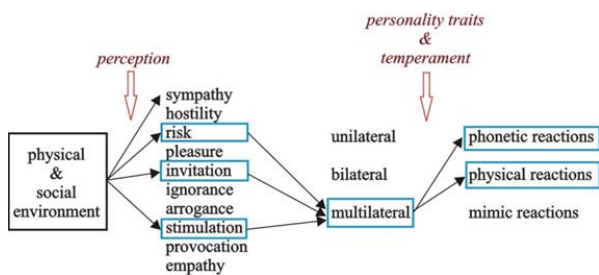 personality traits
&
temperament
perception
physical
&
social
environment
sympathy
hostility
risk
pleasure
invitation
ignorance
arrogance
stimulation
provocation
empathy
unilateral
bilateral
multilateral
phonetic reactions
physical reactions
mimic reactions